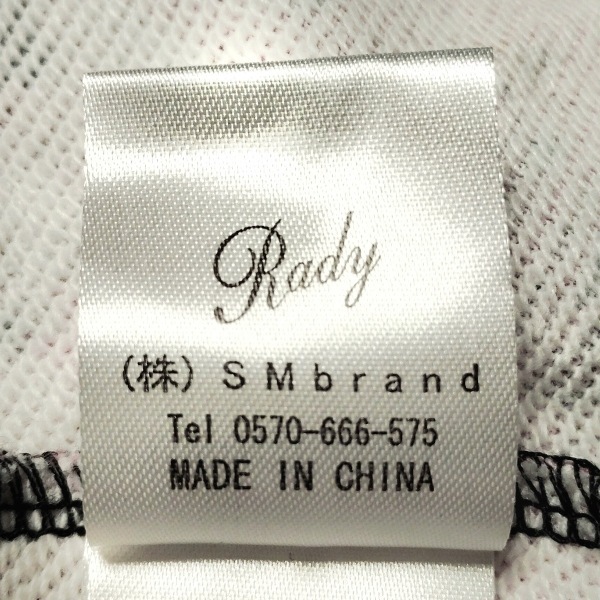 Rady
(株) SMbrand
Tel 0570-666-575
MADE IN CHINA